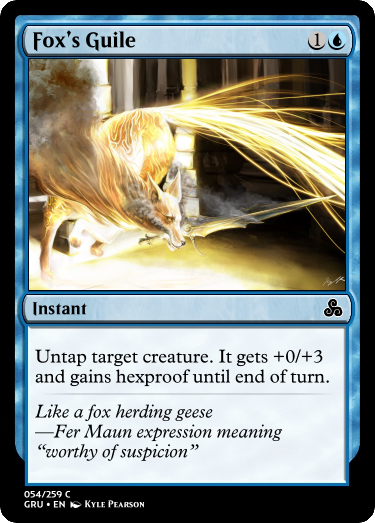 Fox's Guile 1
Instant
Untap target creature. It gets +0/+3
and gains hexproof until end of turn.
Like a fox herding geese
—Fer Maun expression meaning
“worthy of suspicion”
054/259 C
GRU • EN Kyle Pearson